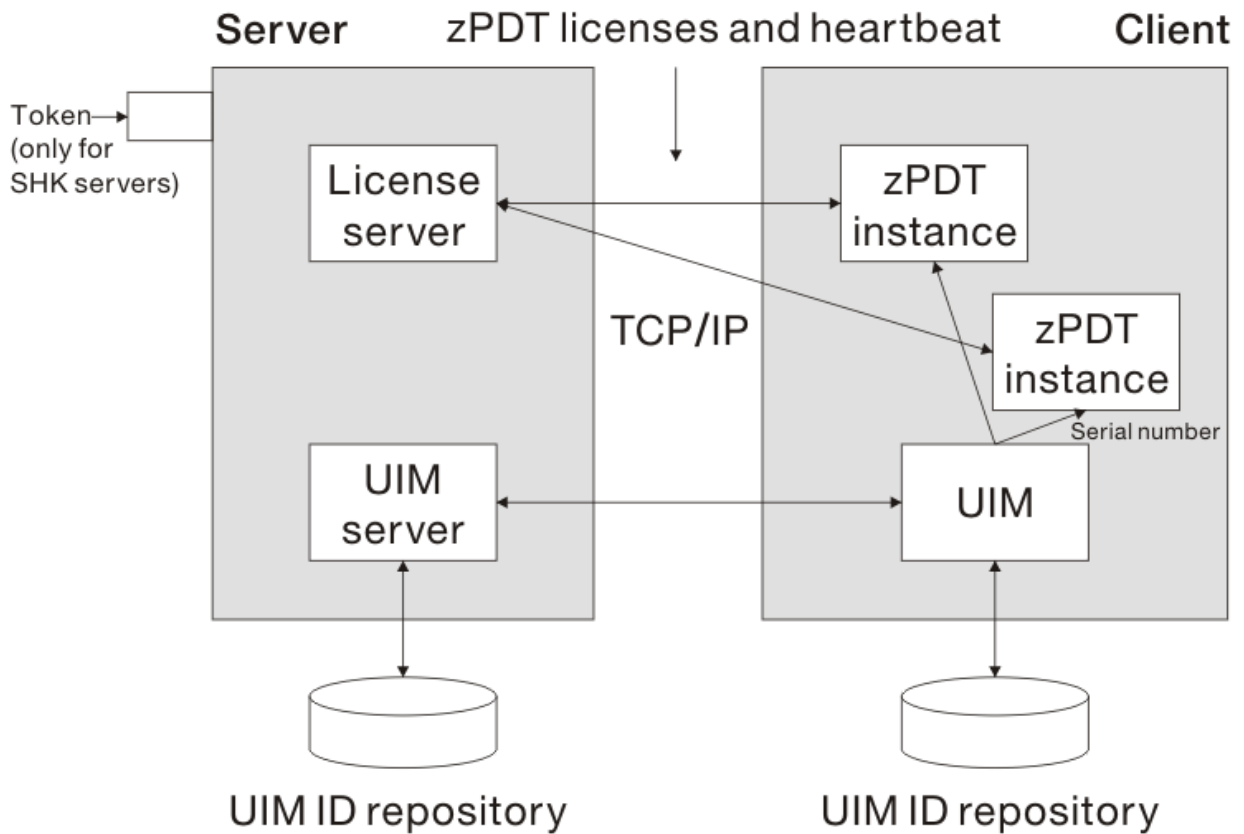 Server
zPDT licenses and heartbeat
Client
Token
(only for
SHK servers)
License
server
zPDT
instance
TCP/IP
zPDT
instance
Serial number
UIM
server
UIM
UIM ID repository
UIM ID repository